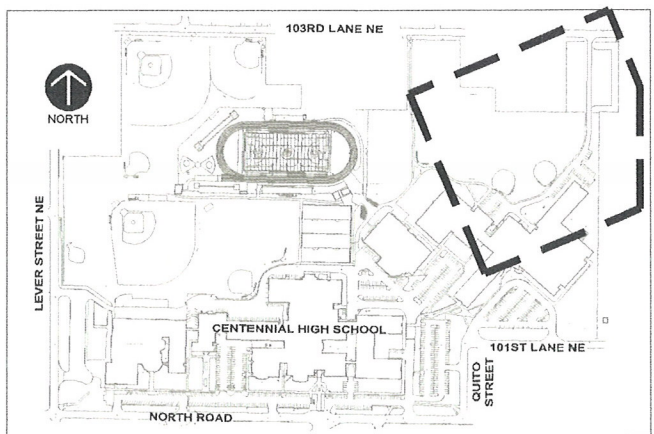 103RD LANE NE
NORTH
LEVER STREET NE
CENTENNIAL HIGH SCHOOL
101ST LANE NE
QUITO
STREET
NORTH ROAD